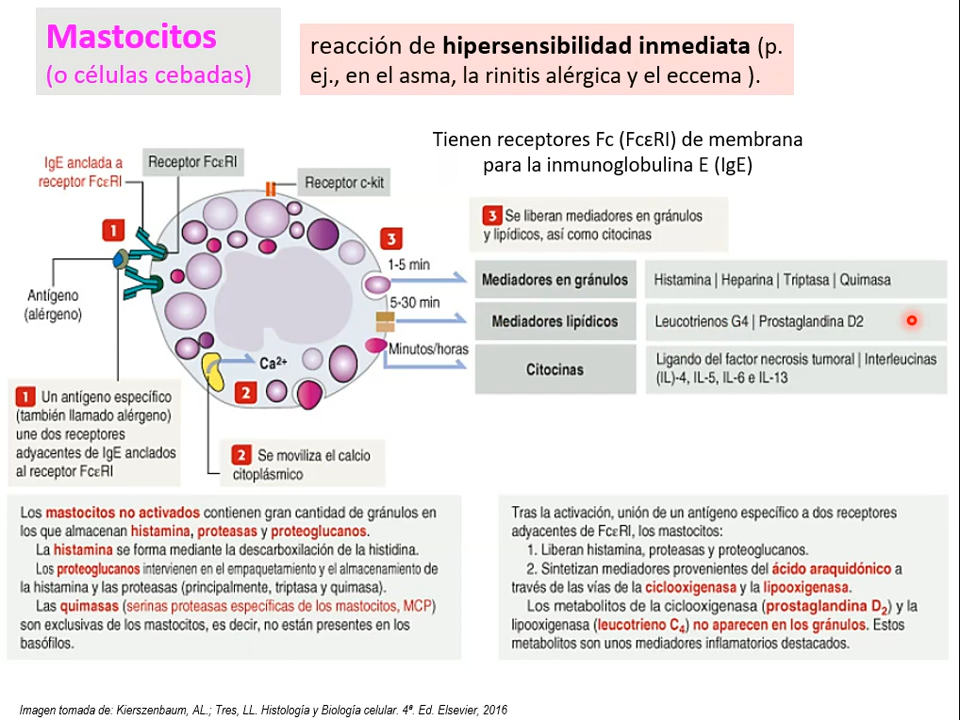 Mastocitos
(o células cebadas)
reacción de hipersensibilidad inmediata (p.
ej., en el asma, la rinitis alérgica y el eccema ).
Tienen receptores Fc (FcεRI) de membrana
para la inmunoglobulina E (IgE)
IgE anclada a
receptor FcεRI
Receptor FcεRI
Receptor c-kit
1
Antígeno
(alérgeno)
3
1-5 min
5-30 min
Minutos/horas
Ca2+
2
3 Se liberan mediadores en gránulos
y lipídicos, así como citocinas
Mediadores en gránulos
Histamina | Heparina | Triptasa | Quimasa
Mediadores lipídicos
Leucotrienos G4 | Prostaglandina D2
Citocinas
Ligando del factor necrosis tumoral | Interleucinas
(IL)-4, IL-5, IL-6 e IL-13
1 Un antígeno específico
(también llamado alérgeno)
une dos receptores
adyacentes de IgE anclados
al receptor FcεRI
2 Se moviliza el calcio
citoplásmico
Los mastocitos no activados contienen gran cantidad de gránulos en
los que almacenan histamina, proteasas y proteoglucanos.
La histamina se forma mediante la descarboxilación de la histidina.
Los proteoglucanos intervienen en el empaquetamiento y el almacenamiento de
la histamina y las proteasas (principalmente, triptasa y quimasa).
Las quimasas (serinas proteasas específicas de los mastocitos, MCP)
son exclusivas de los mastocitos, es decir, no están presentes en los
basófilos.
Tras la activación, unión de un antígeno específico a dos receptores
adyacentes de FcεRI, los mastocitos:
1. Liberan histamina, proteasas y proteoglucanos.
2. Sintetizan mediadores provenientes del ácido araquidónico a
través de las vías de la ciclooxigenasa y la lipooxigenasa.
Los metabolitos de la ciclooxigenasa (prostaglandina D2) y la
lipooxigenasa (leucotrieno C4) no aparecen en los gránulos. Estos
metabolitos son unos mediadores inflamatorios destacados.
Imagen tomada de: Kierszenbaum, AL.; Tres, LL. Histología y Biología celular. 4ª. Ed. Elsevier, 2016